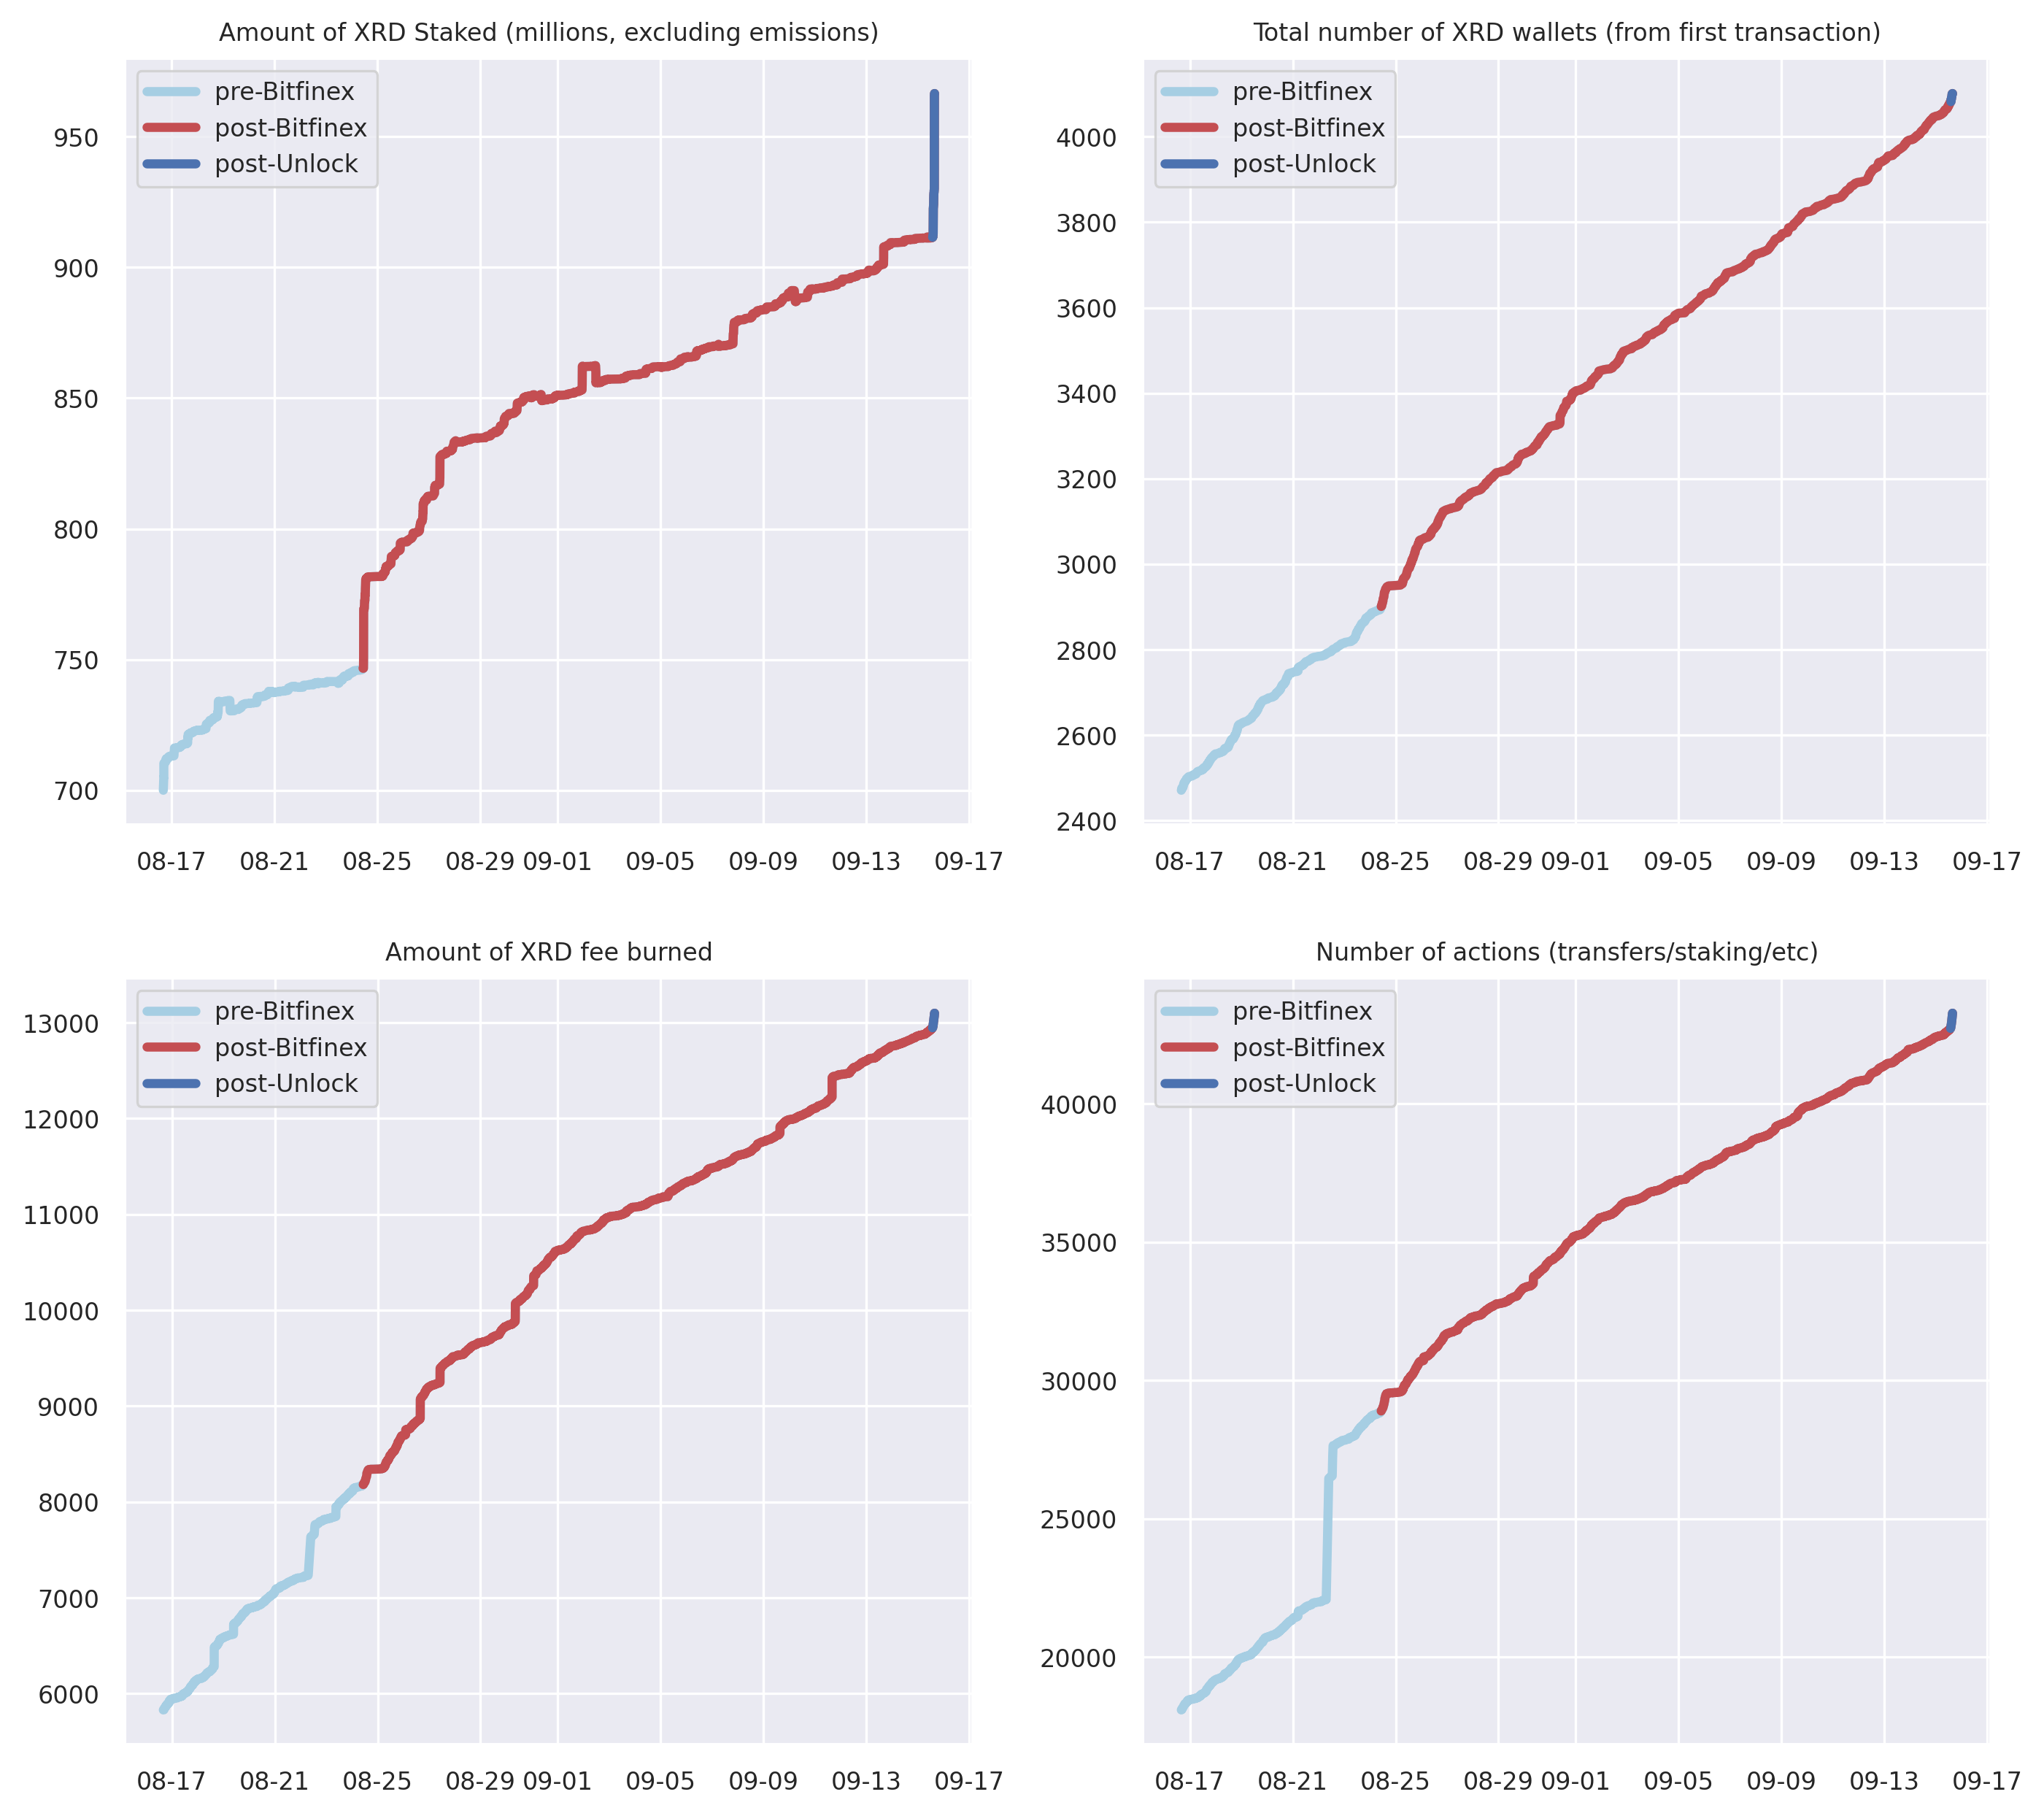 Amount of XRD Staked (millions, excluding emissions)
pre-Bitfinex
post-Bitfinex
post-Unlock
950
900
850
800
750
700
08-17 08-21 08-25 08-29 09-01 09-05 09-09 09-13 09-17
Total number of XRD wallets (from first transaction)
pre-Bitfinex
post-Bitfinex
post-Unlock
4000
3800
3600
3400
3200
3000
2800
2600
2400
08-17 08-21 08-25 08-29 09-01 09-05 09-09 09-13 09-17
Amount of XRD fee burned
pre-Bitfinex
post-Bitfinex
post-Unlock
13000
12000
11000
10000
9000
8000
7000
6000
08-17 08-21 08-25 08-29 09-01 09-05 09-09 09-13 09-17
Number of actions (transfers/staking/etc)
pre-Bitfinex
post-Bitfinex
post-Unlock
40000
35000
30000
25000
20000
08-17 08-21 08-25 08-29 09-01 09-05 09-09 09-13 09-17